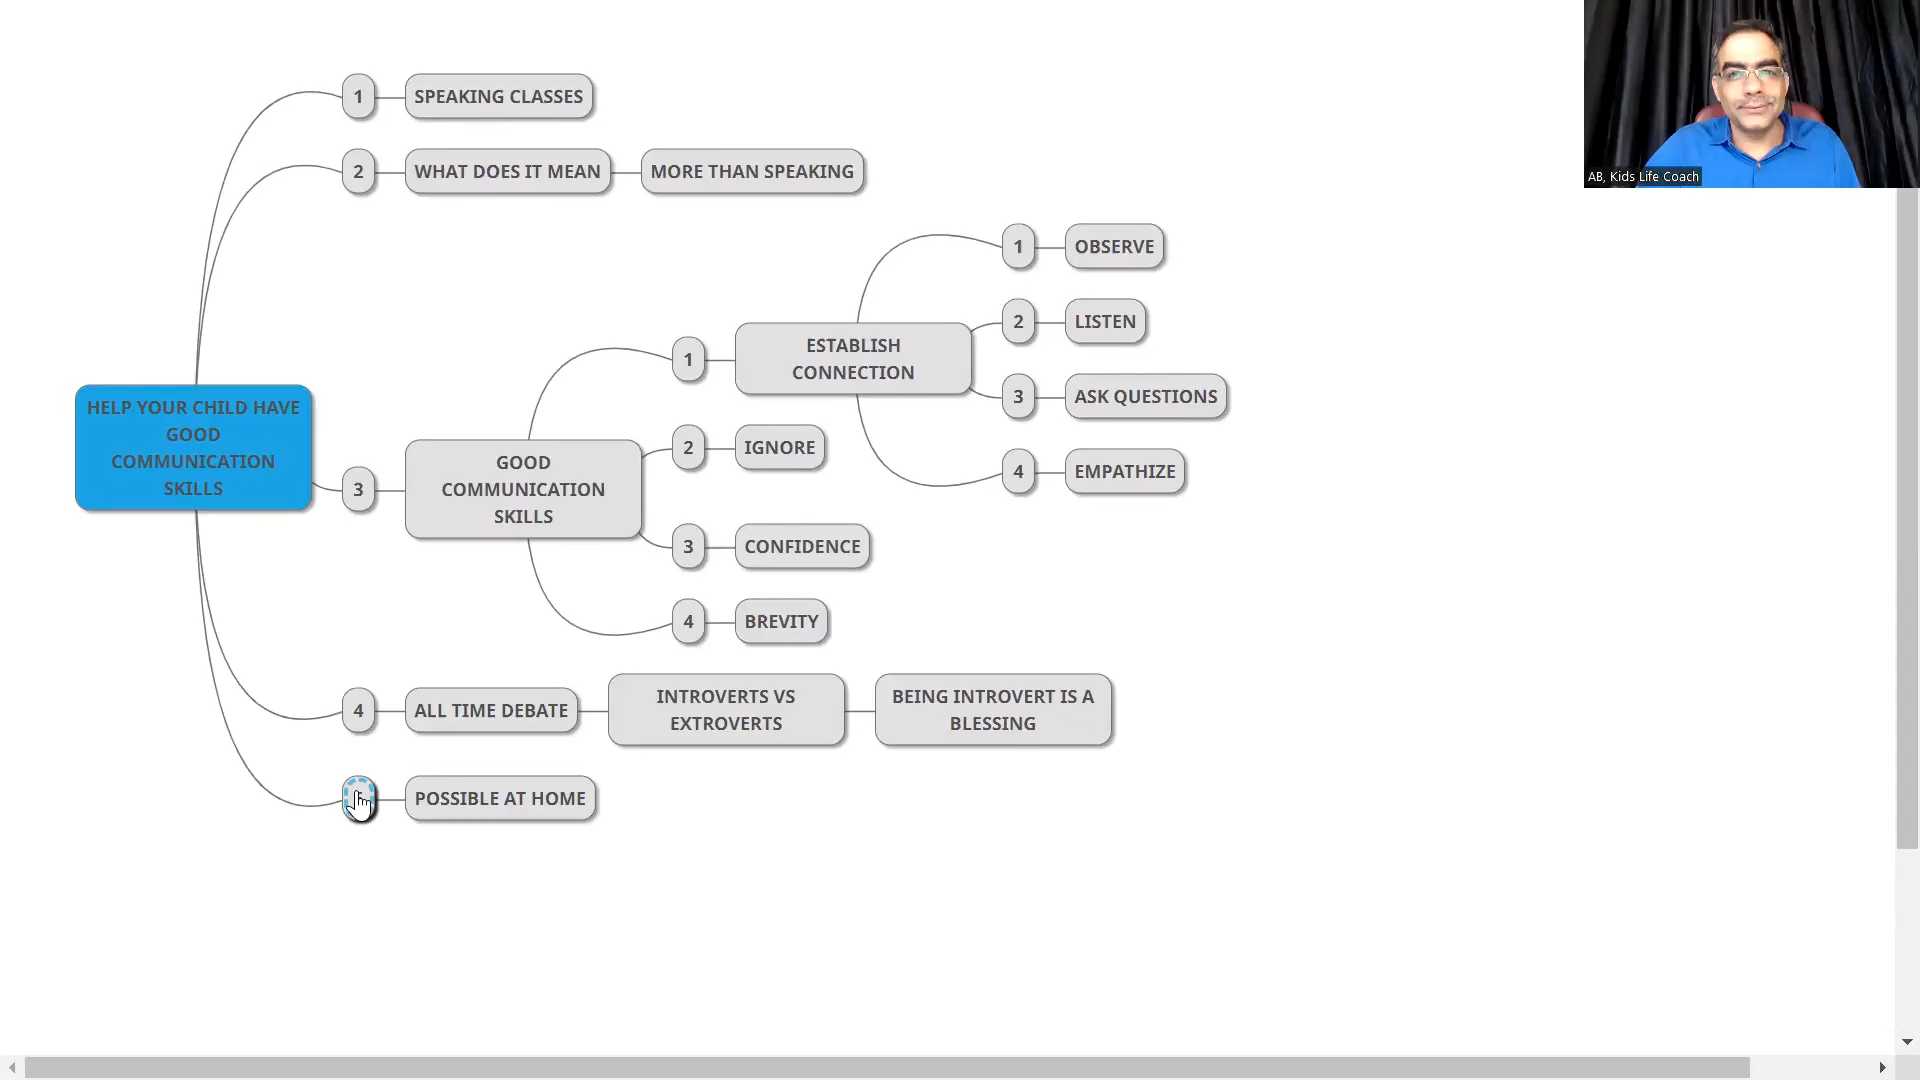 1
SPEAKING CLASSES
2
WHAT DOES IT MEAN
MORE THAN SPEAKING
AB, Kids Life Coach
HELP YOUR CHILD HAVE
GOOD
COMMUNICATION
SKILLS
3
GOOD
COMMUNICATION
SKILLS
1
ESTABLISH
CONNECTION
1
OBSERVE
2
LISTEN
3
ASK QUESTIONS
4
EMPATHIZE
2
IGNORE
3
CONFIDENCE
4
BREVITY
4
ALL TIME DEBATE
INTROVERTS VS
EXTROVERTS
BEING INTROVERT IS A
BLESSING
POSSIBLE AT HOME